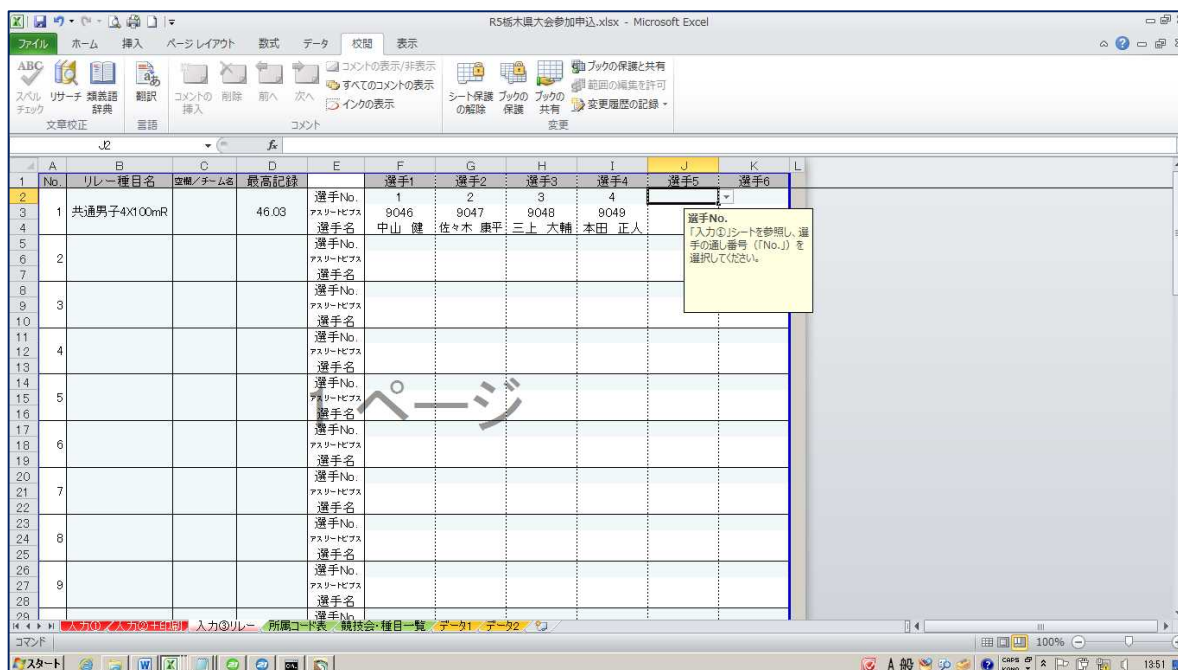 R5栃木県大会参加申込.xlsx - Microsoft Excel
ファイル ホーム 挿入 ページ レイアウト 数式 データ 校閲 表示
ABC
スペル チェック リサーチ 類義語 辞典 翻訳 コメントの 挿入 削除 前へ 次へ
コメントの表示/非表示
すべてのコメントの表示
インクの表示
シート保護 の解除 ブックの 保護 ブックの 共有
ブックの保護と共有
範囲の編集を許可
変更履歴の記録
文章校正 言語 コメント 変更
J2 fx
A B C D E F G H I J K L
1 No. リレー種目名 空欄/チーム名 最高記録 選手1 選手2 選手3 選手4 選手5 選手6
2 選手No. 1 2 3 4
3 1 共通男子4X100mR 46.03 アスリートビブス 9046 9047 9048 9049
4 選手名 中山 健 佐々木 康平 三上 大輔 本田 正人
選手No.
「入力①」シートを参照し、選
手の通し番号(「No.」)を
選択してください。
5 選手No.
6 2 アスリートビブス
7 選手名
8 選手No.
9 3 アスリートビブス
10 選手名
11 選手No.
12 4 アスリートビブス
13 選手名
14 選手No.
15 5 アスリートビブス
16 選手名
1 ページ
17 選手No.
18 6 アスリートビブス
19 選手名
20 選手No.
21 7 アスリートビブス
22 選手名
23 選手No.
24 8 アスリートビブス
25 選手名
26 選手No.
27 9 アスリートビブス
28 選手名
29 選手No.
入力① 入力②+印刷 入力③リレー 所属コード表 競技会・種目一覧 データ1 データ2
コマンド 100%
スタート A 般 CAPS KANA 13:51